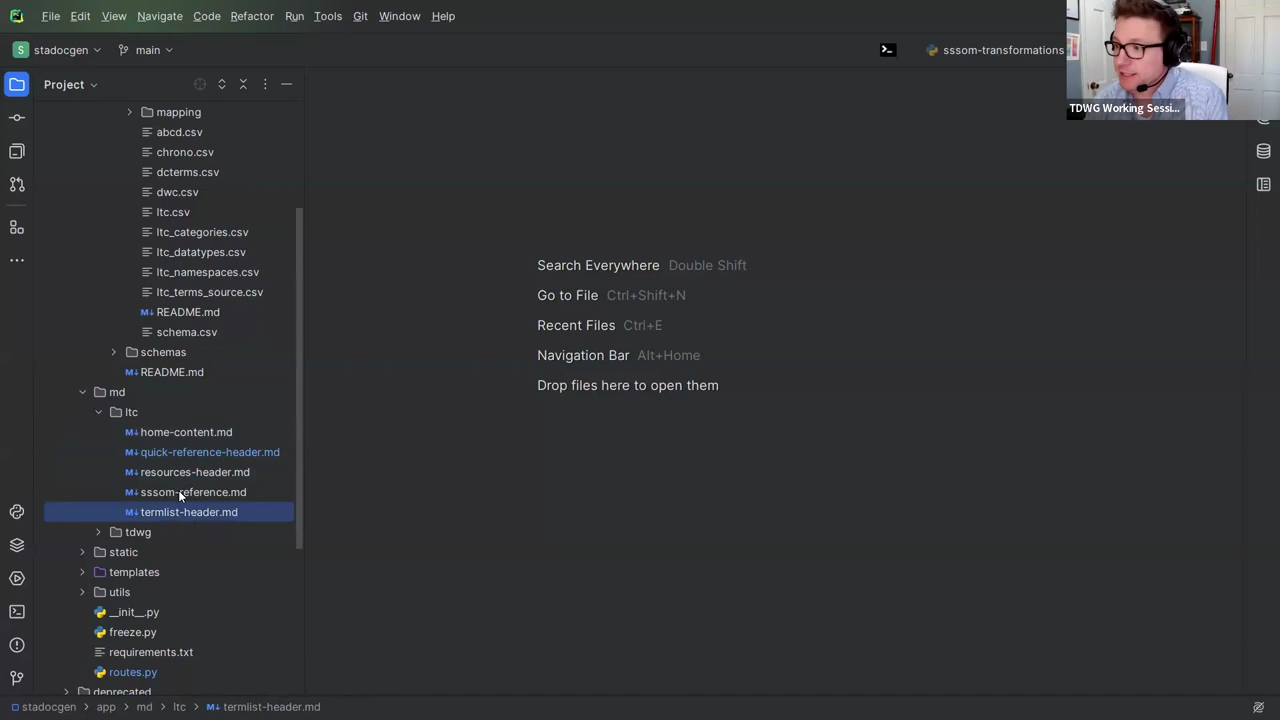 File Edit View Navigate Code Refactor Run Tools Git Window Help
S stadocgen main sssom-transformations
TDWG Working Sessi...
Project
mapping
abcd.csv
chrono.csv
dcterms.csv
dwc.csv
ltc.csv
ltc_categories.csv
ltc_datatypes.csv
ltc_namespaces.csv
ltc_terms_source.csv
M↓ README.md
schema.csv
schemas
M↓ README.md
md
ltc
M↓ home-content.md
M↓ quick-reference-header.md
M↓ resources-header.md
M↓ sssom-reference.md
M↓ termlist-header.md
tdwg
static
templates
utils
__init__.py
freeze.py
requirements.txt
routes.py
deprecated
Search Everywhere Double Shift
Go to File Ctrl+Shift+N
Recent Files Ctrl+E
Navigation Bar Alt+Home
Drop files here to open them
stadocgen > app > md > ltc > M↓ termlist-header.md